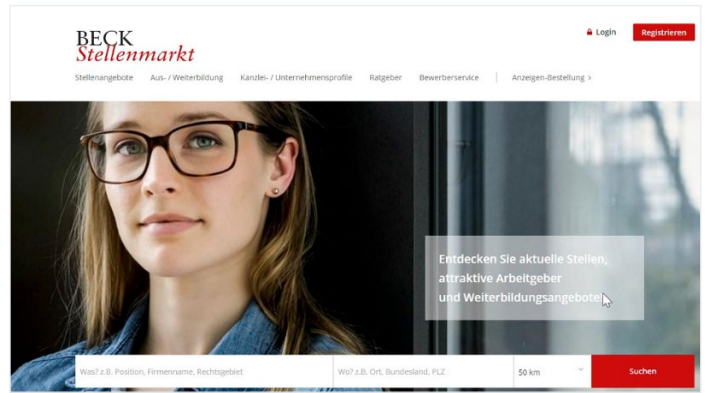 BECK
Stellenmarkt
Login
Registrieren
Stellenangebote Aus- / Weiterbildung Kanzlei- / Unternehmensprofile Ratgeber Bewerberservice Anzeigen-Bestellung >
Entdecken Sie aktuelle Stellen,
attraktive Arbeitgeber
und Weiterbildungsangebote!
Was? z.B. Position, Firmenname, Rechtsgebiet
Wo? z.B. Ort, Bundesland, PLZ
50 km
Suchen